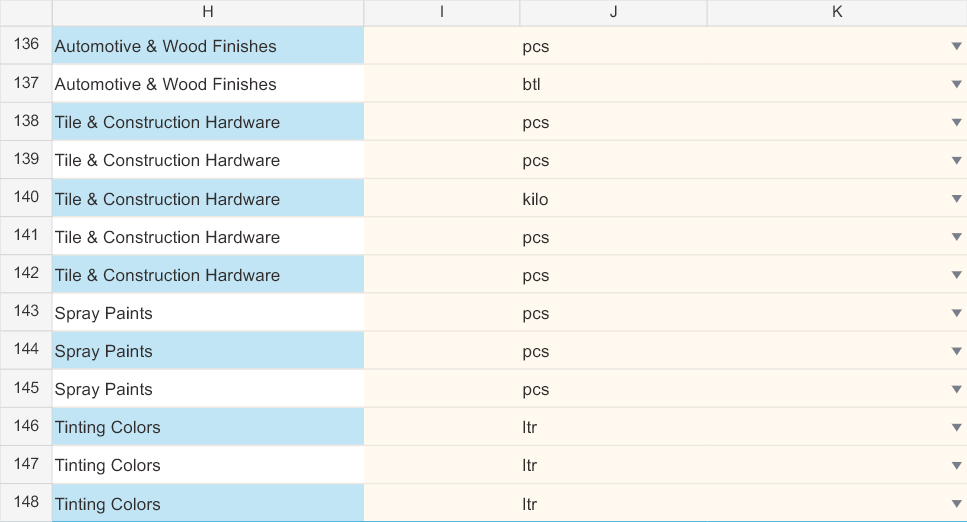 H I J K
136 Automotive & Wood Finishes pcs
137 Automotive & Wood Finishes btl
138 Tile & Construction Hardware pcs
139 Tile & Construction Hardware pcs
140 Tile & Construction Hardware kilo
141 Tile & Construction Hardware pcs
142 Tile & Construction Hardware pcs
143 Spray Paints pcs
144 Spray Paints pcs
145 Spray Paints pcs
146 Tinting Colors ltr
147 Tinting Colors ltr
148 Tinting Colors ltr